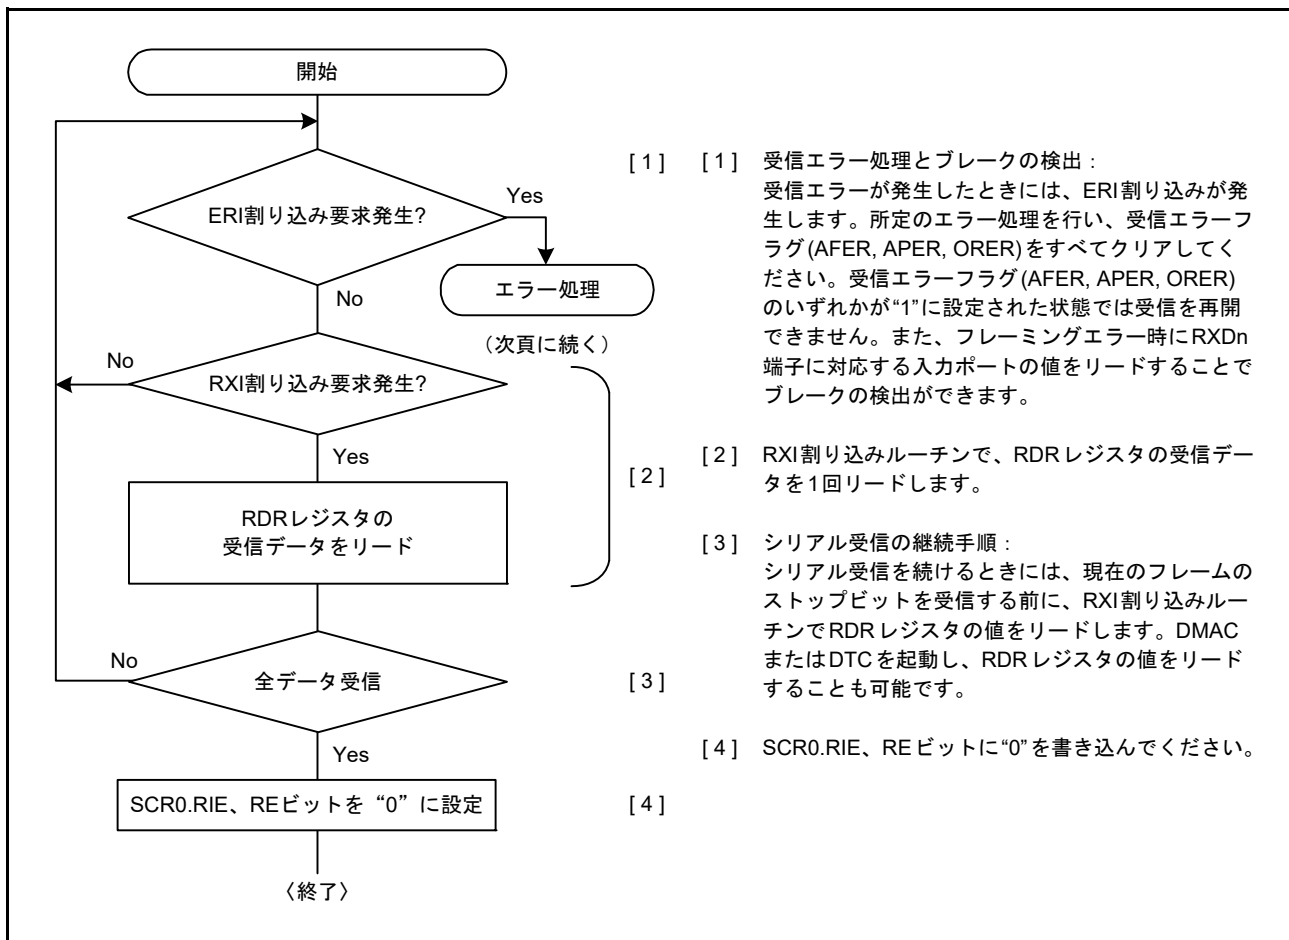 開始
ERI割り込み要求発生?
Yes
エラー処理
(次頁に続く)
No
RXI割り込み要求発生?
No
Yes
RDRレジスタの
受信データをリード
全データ受信
No
Yes
SCR0.RIE、REビットを“0”に設定
〈終了〉
[1]
[2]
[3]
[4]
[1] 受信エラー処理とブレークの検出：
受信エラーが発生したときには、ERI割り込みが発
生します。所定のエラー処理を行い、受信エラーフ
ラグ(AFER, APER, ORER)をすべてクリアしてく
ださい。受信エラーフラグ(AFER, APER, ORER)
のいずれかが“1”に設定された状態では受信を再開
できません。また、フレーミングエラー時にRXDn
端子に対応する入力ポートの値をリードすることで
ブレークの検出ができます。
[2] RXI割り込みルーチンで、RDRレジスタの受信デー
タを1回リードします。
[3] シリアル受信の継続手順：
シリアル受信を続けるときには、現在のフレームの
ストップビットを受信する前に、RXI割り込みルー
チンでRDRレジスタの値をリードします。DMAC
またはDTCを起動し、RDRレジスタの値をリード
することも可能です。
[4] SCR0.RIE、REビットに“0”を書き込んでください。